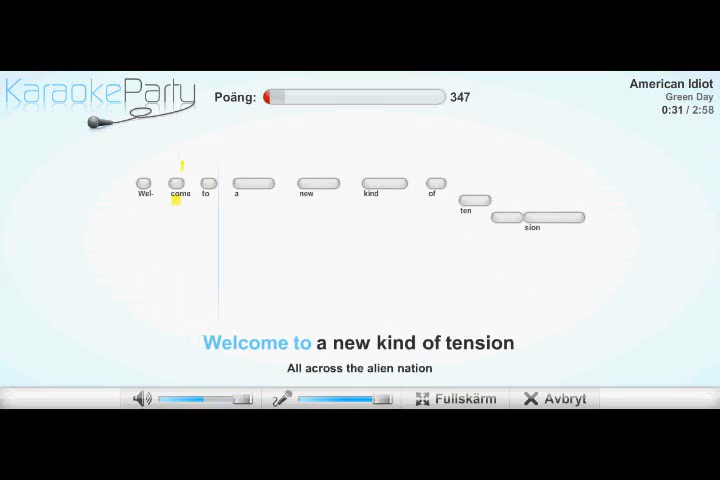 KaraokeParty
Poäng: 347
American Idiot
Green Day
0:31 / 2:58
Wel- come to a new kind of
ten
sion
Welcome to a new kind of tension
All across the alien nation
Fullskärm Avbryt